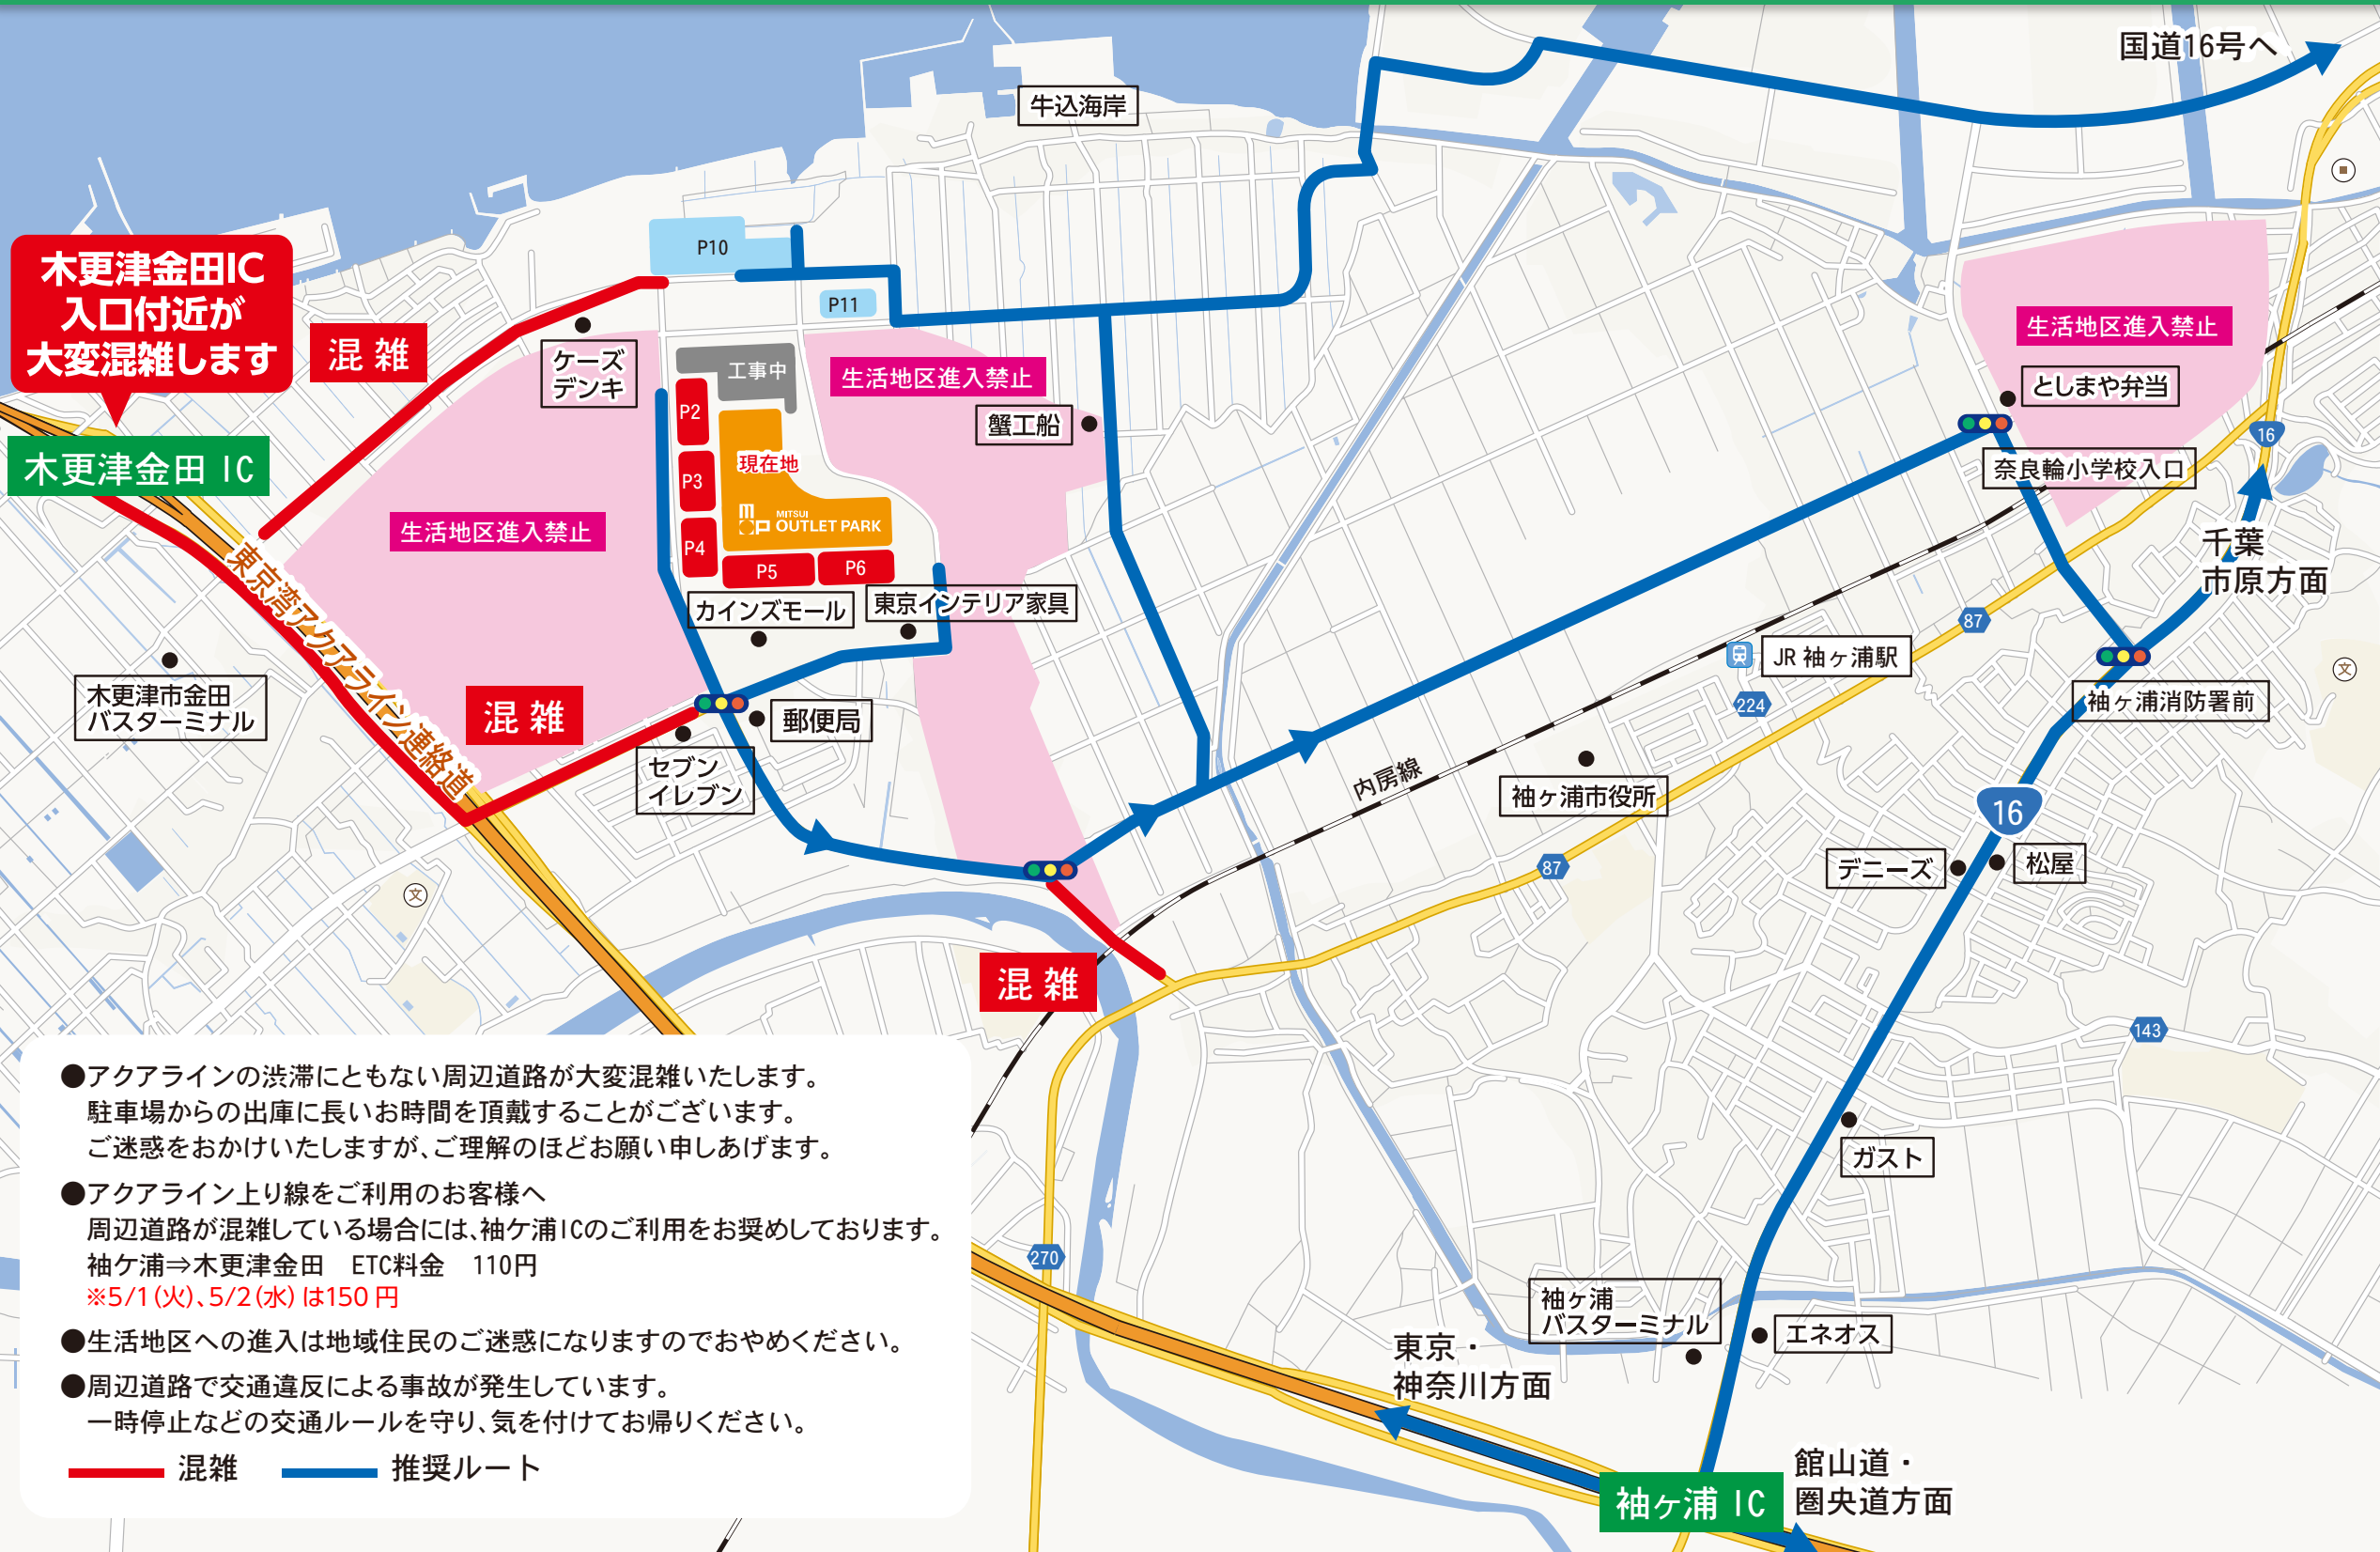 国道16号へ
牛込海岸
木更津金田IC
入口付近が
大変混雑します
混 雑
P10
P11
ケーズ
デンキ
工事中
生活地区進入禁止
生活地区進入禁止
としまや弁当
P2
P3
P4
P5
P6
現在地
MITSUI
OUTLET PARK
蟹工船
木更津金田 IC
16
奈良輪小学校入口
生活地区進入禁止
千葉
市原方面
東京湾アクアライン連絡道
カインズモール
東京インテリア家具
87
JR 袖ヶ浦駅
文
木更津市金田
バスターミナル
混 雑
郵便局
224
袖ヶ浦消防署前
セブン
イレブン
内房線
袖ヶ浦市役所
16
87
デニーズ
松屋
文
混 雑
143
ガスト
270
袖ヶ浦
バスターミナル
エネオス
東京・
神奈川方面
館山道・
圏央道方面
袖ヶ浦 IC
●アクアラインの渋滞にともない周辺道路が大変混雑いたします。
駐車場からの出庫に長いお時間を頂戴することがございます。
ご迷惑をおかけいたしますが、ご理解のほどお願い申しあげます。
●アクアライン上り線をご利用のお客様へ
周辺道路が混雑している場合には、袖ケ浦ICのご利用をお奨めしております。
袖ケ浦⇒木更津金田　ETC料金　110円
※5/1(火)、5/2(水)は150円
●生活地区への進入は地域住民のご迷惑になりますのでおやめください。
●周辺道路で交通違反による事故が発生しています。
一時停止などの交通ルールを守り、気を付けてお帰りください。
混雑　推奨ルート